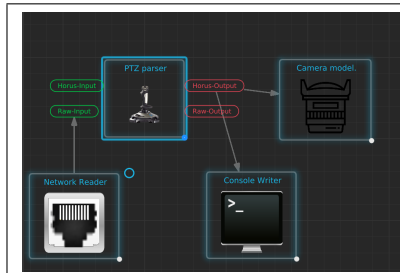 PTZ parser
Camera model.
Horus-Input
Horus-Output
Raw-Input
Raw-Output
Network Reader
Console Writer
>_